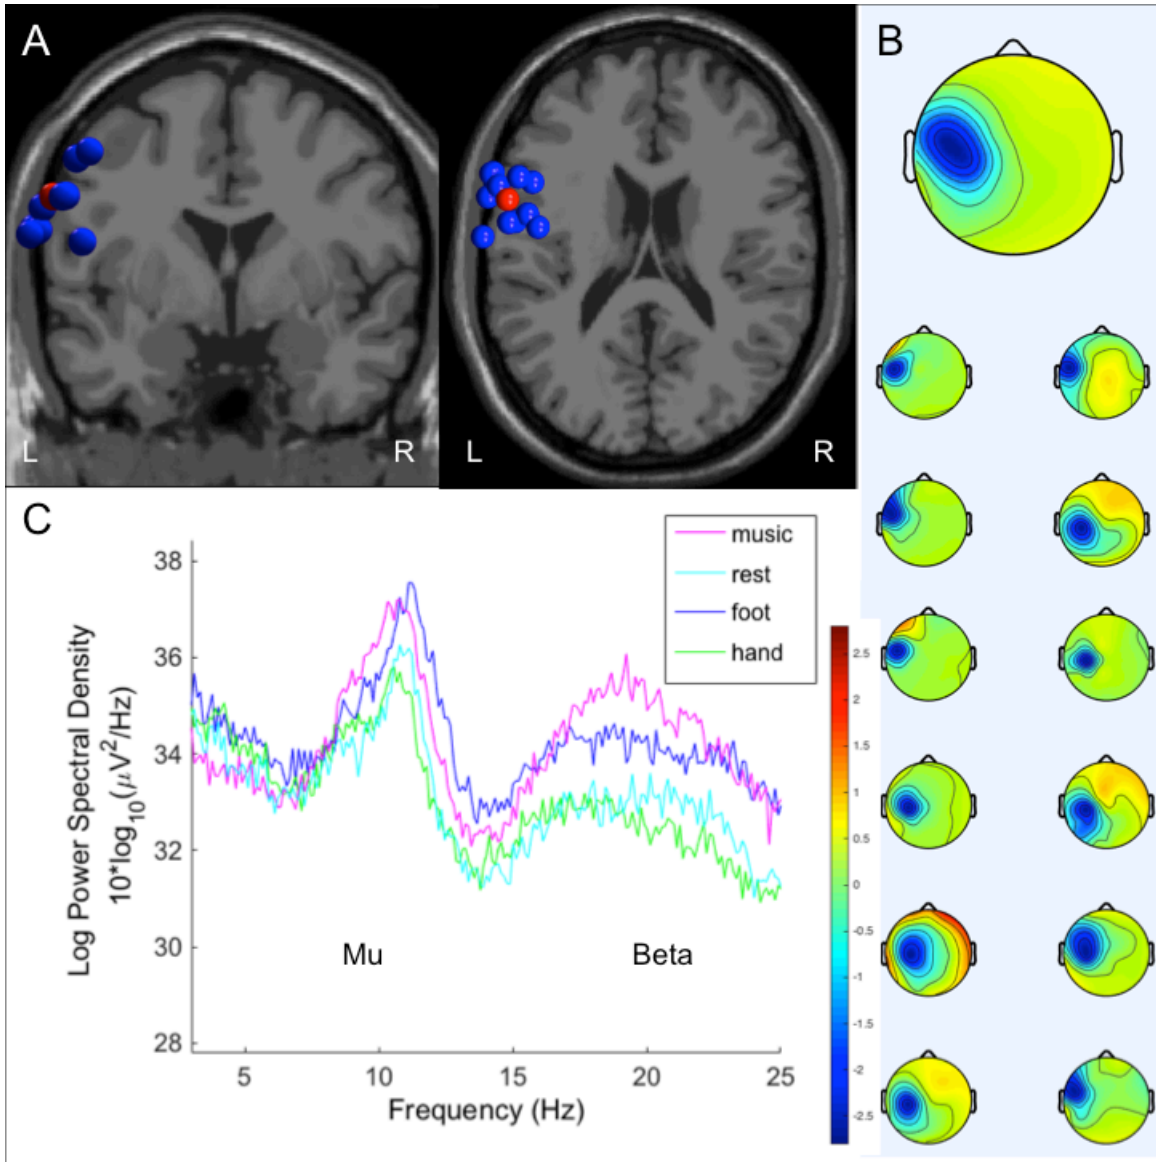 A
B
L
R
L
R
C
music
rest
foot
hand
Log Power Spectral Density
10*log₁₀(μV²/Hz)
38
36
34
32
30
28
Mu
Beta
5
10
15
20
25
Frequency (Hz)
2.5
2
1.5
1
0.5
0
-0.5
-1
-1.5
-2
-2.5